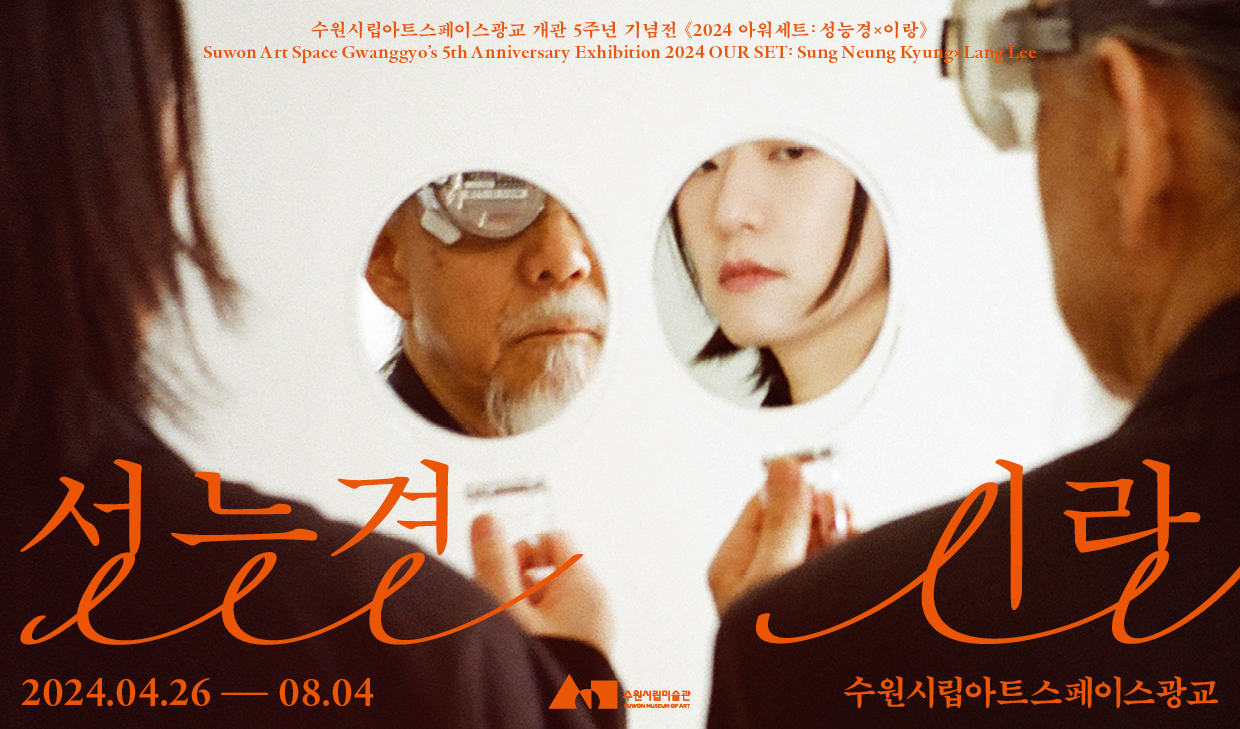 수원시립아트스페이스광교 개관 5주년 기념전 《2024 아워세트: 성능경×이랑》
Suwon Art Space Gwanggyo's 5th Anniversary Exhibition 2024 OUR SET: Sung Neung Kyung×Lang Lee
성능경
이랑
2024.04.26 — 08.04
수원시립미술관
SUWON MUSEUM OF ART
수원시립아트스페이스광교